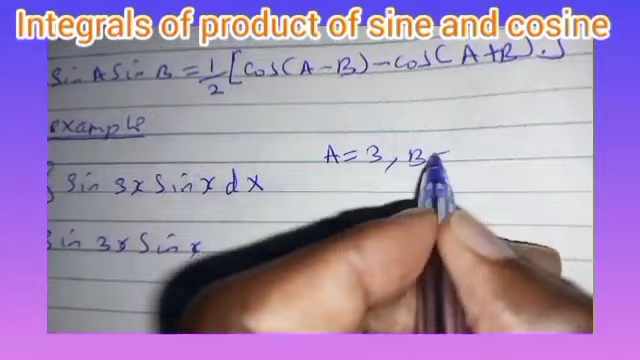 Integrals of product of sine and cosine
Sin A Sin B = 1/2 [cos(A - B) - cos(A + B)].
example
∫ Sin 3x Sin x dx
A = 3, B =
Sin 3x Sin x